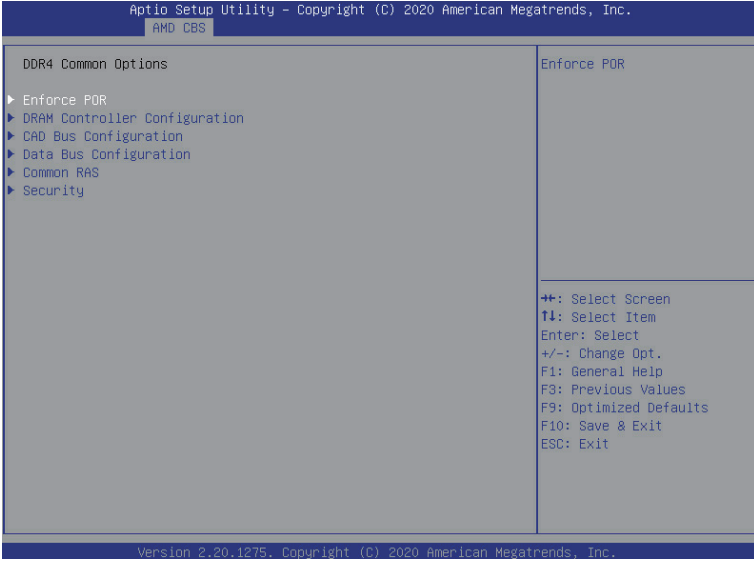 Aptio Setup Utility – Copyright (C) 2020 American Megatrends, Inc.
AMD CBS
DDR4 Common Options
Enforce POR
DRAM Controller Configuration
CAD Bus Configuration
Data Bus Configuration
Common RAS
Security
Enforce POR
→←: Select Screen
↑↓: Select Item
Enter: Select
+/-: Change Opt.
F1: General Help
F3: Previous Values
F9: Optimized Defaults
F10: Save & Exit
ESC: Exit
Version 2.20.1275. Copyright (C) 2020 American Megatrends, Inc.